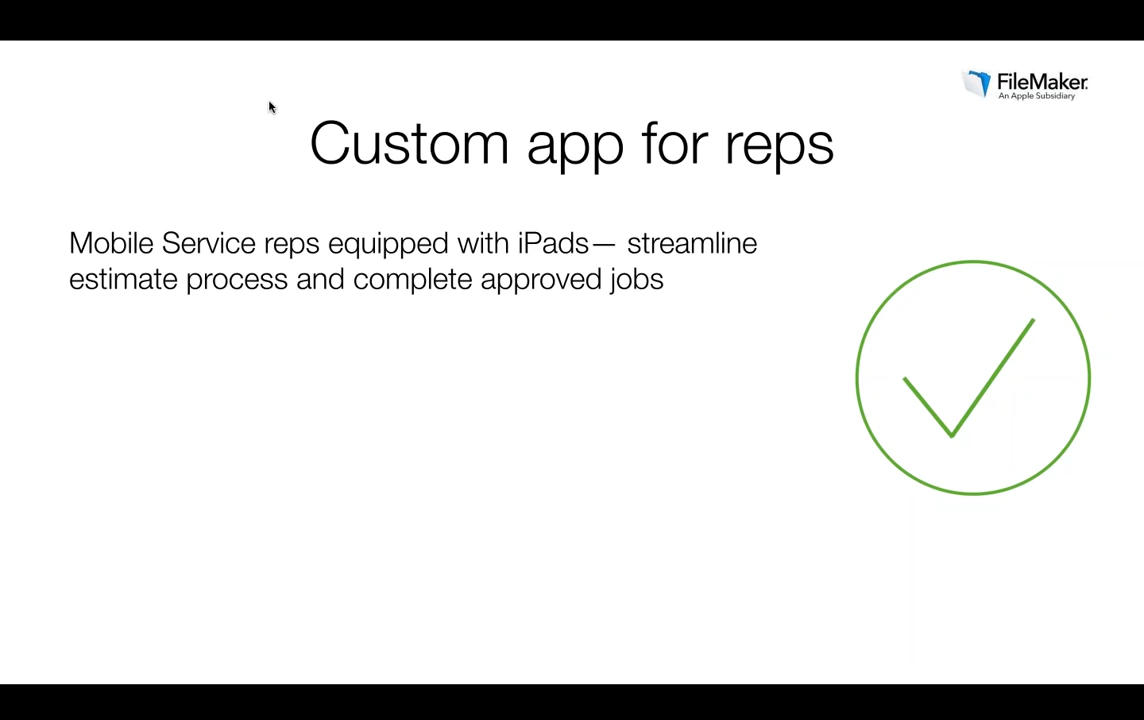 FileMaker.
An Apple Subsidiary
Custom app for reps
Mobile Service reps equipped with iPads— streamline
estimate process and complete approved jobs